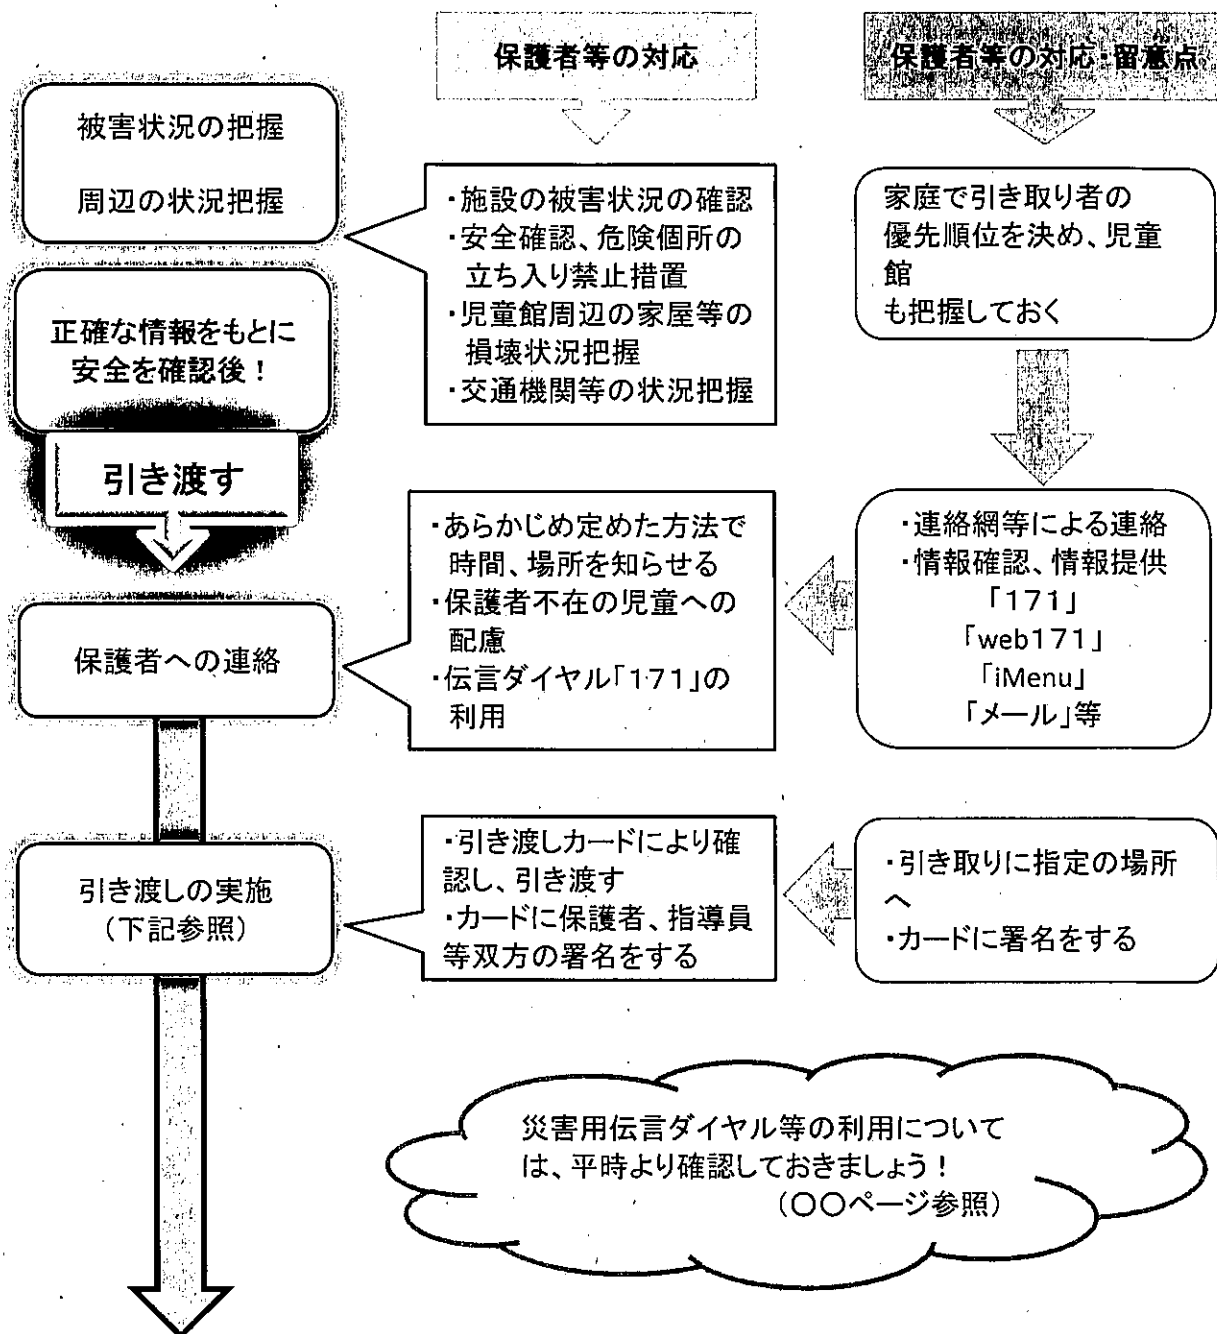 保護者等の対応
保護者等の対応・留意点
被害状況の把握
周辺の状況把握
・施設の被害状況の確認
・安全確認、危険個所の
立ち入り禁止措置
・児童館周辺の家屋等の
損壊状況把握
・交通機関等の状況把握
家庭で引き取り者の
優先順位を決め、児童
館
も把握しておく
正確な情報をもとに
安全を確認後！
引き渡す
・あらかじめ定めた方法で
時間、場所を知らせる
・保護者不在の児童への
配慮
・伝言ダイヤル「171」の
利用
・連絡網等による連絡
・情報確認、情報提供
「171」
「web171」
「iMenu」
「メール」等
保護者への連絡
引き渡しの実施
（下記参照）
・引き渡しカードにより確
認し、引き渡す
・カードに保護者、指導員
等双方の署名をする
・引き取りに指定の場所
へ
・カードに署名をする
災害用伝言ダイヤル等の利用について
は、平時より確認しておきましょう！
（〇〇ページ参照）